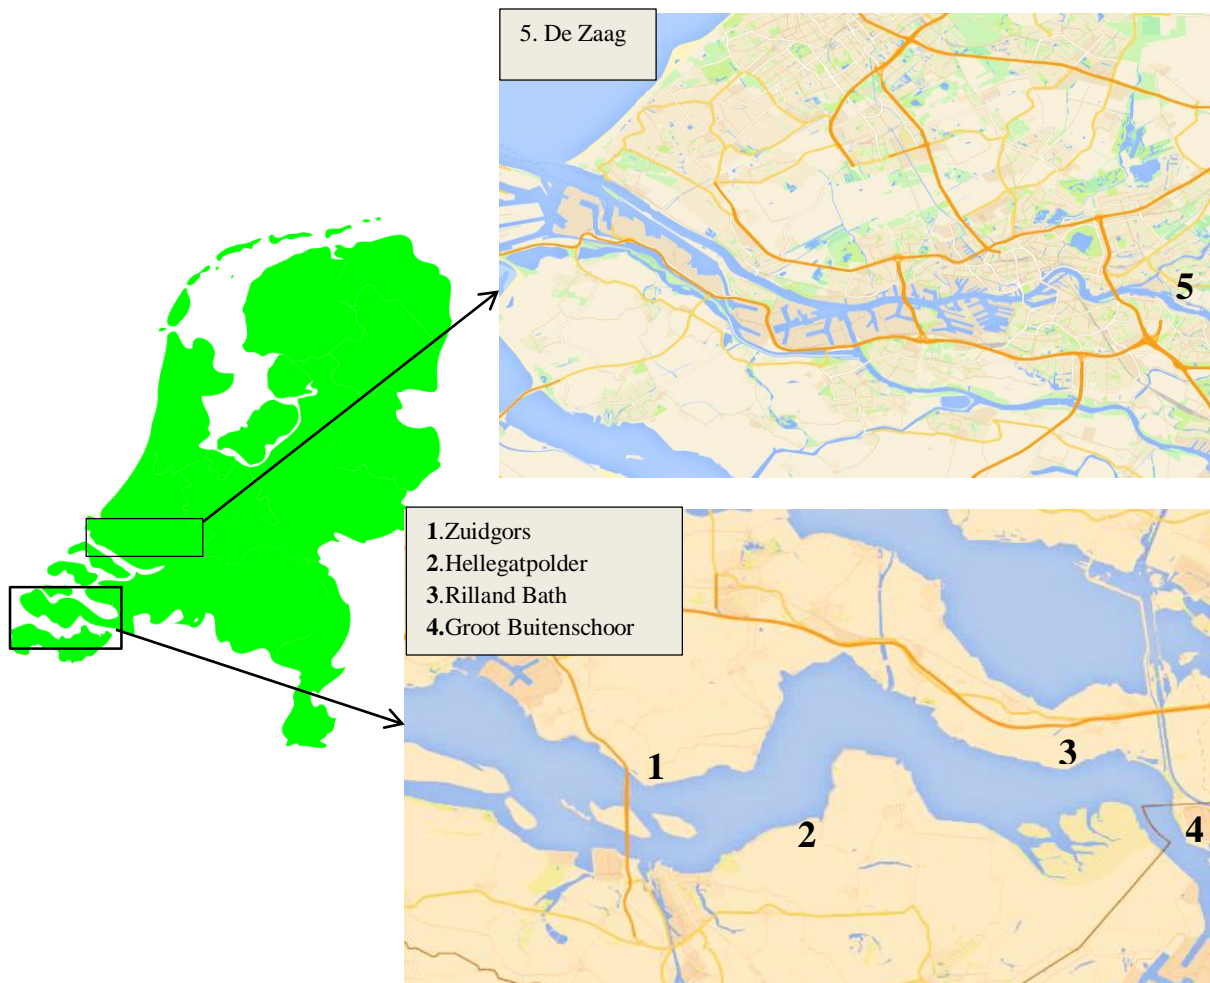 5. De Zaag
5
1.Zuidgors
2.Hellegatpolder
3.Rilland Bath
4.Groot Buitenschoor
1
2
3
4